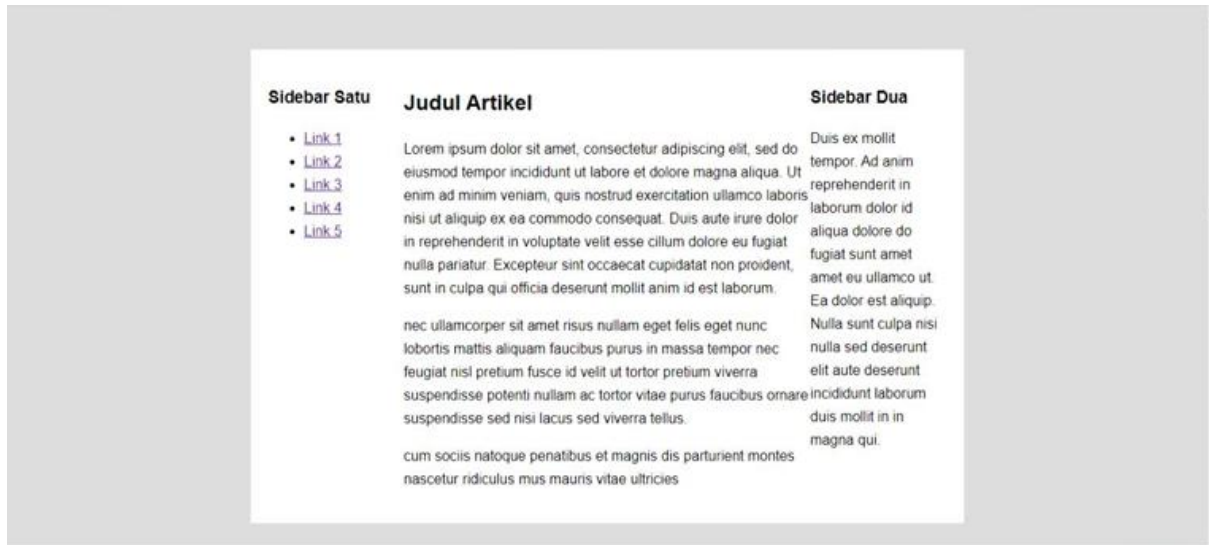 Sidebar Satu
Link 1
Link 2
Link 3
Link 4
Link 5
Judul Artikel
Lorem ipsum dolor sit amet, consectetur adipiscing elit, sed do
eiusmod tempor incididunt ut labore et dolore magna aliqua. Ut
enim ad minim veniam, quis nostrud exercitation ullamco laboris
nisi ut aliquip ex ea commodo consequat. Duis aute irure dolor
in reprehenderit in voluptate velit esse cillum dolore eu fugiat
nulla pariatur. Excepteur sint occaecat cupidatat non proident,
sunt in culpa qui officia deserunt mollit anim id est laborum.
nec ullamcorper sit amet risus nullam eget felis eget nunc
lobortis mattis aliquam faucibus purus in massa tempor nec
feugiat nisl pretium fusce id velit ut tortor pretium viverra
suspendisse potenti nullam ac tortor vitae purus faucibus ornare
suspendisse sed nisi lacus sed viverra tellus.
cum sociis natoque penatibus et magnis dis parturient montes
nascetur ridiculus mus mauris vitae ultricies
Sidebar Dua
Duis ex mollit
tempor. Ad anim
reprehenderit in
laborum dolor id
aliqua dolore do
fugiat sunt amet
amet eu ullamco ut.
Ea dolor est aliquip.
Nulla sunt culpa nisi
nulla sed deserunt
elit aute deserunt
incididunt laborum
duis mollit in in
magna qui.